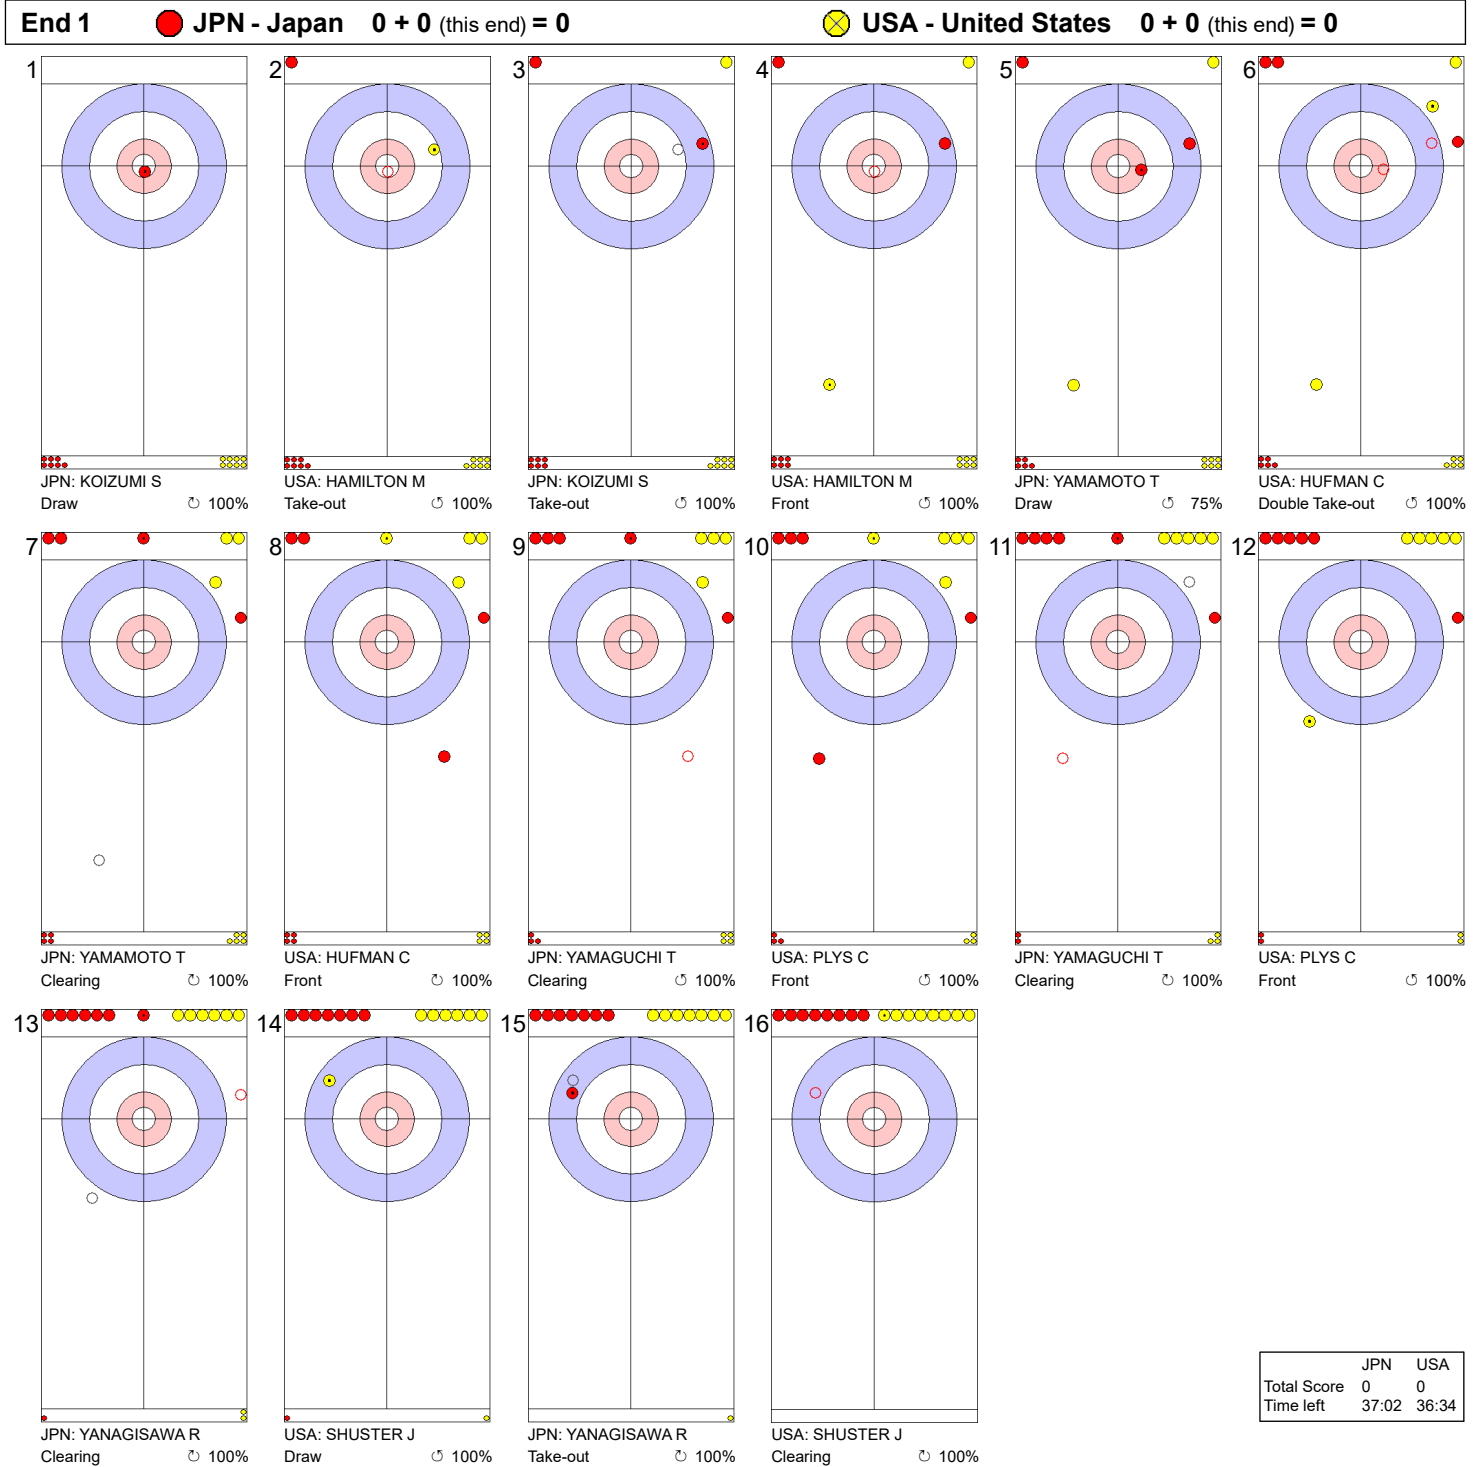 End 1 JPN - Japan 0 + 0 (this end) = 0 USA - United States 0 + 0 (this end) = 0
1 2 3 4 5 6
JPN: KOIZUMI S USA: HAMILTON M JPN: KOIZUMI S USA: HAMILTON M JPN: YAMAMOTO T USA: HUFMAN C
Draw ↻ 100% Take-out ↺ 100% Take-out ↺ 100% Front ↺ 100% Draw ↺ 75% Double Take-out ↺ 100%
7 8 9 10 11 12
JPN: YAMAMOTO T USA: HUFMAN C JPN: YAMAGUCHI T USA: PLYS C JPN: YAMAGUCHI T USA: PLYS C
Clearing ↻ 100% Front ↺ 100% Clearing ↺ 100% Front ↺ 100% Clearing ↻ 100% Front ↺ 100%
13 14 15 16
JPN: YANAGISAWA R USA: SHUSTER J JPN: YANAGISAWA R USA: SHUSTER J
Clearing ↻ 100% Draw ↻ 100% Take-out ↻ 100% Clearing ↻ 100%
JPN USA
Total Score 0 0
Time left 37:02 36:34